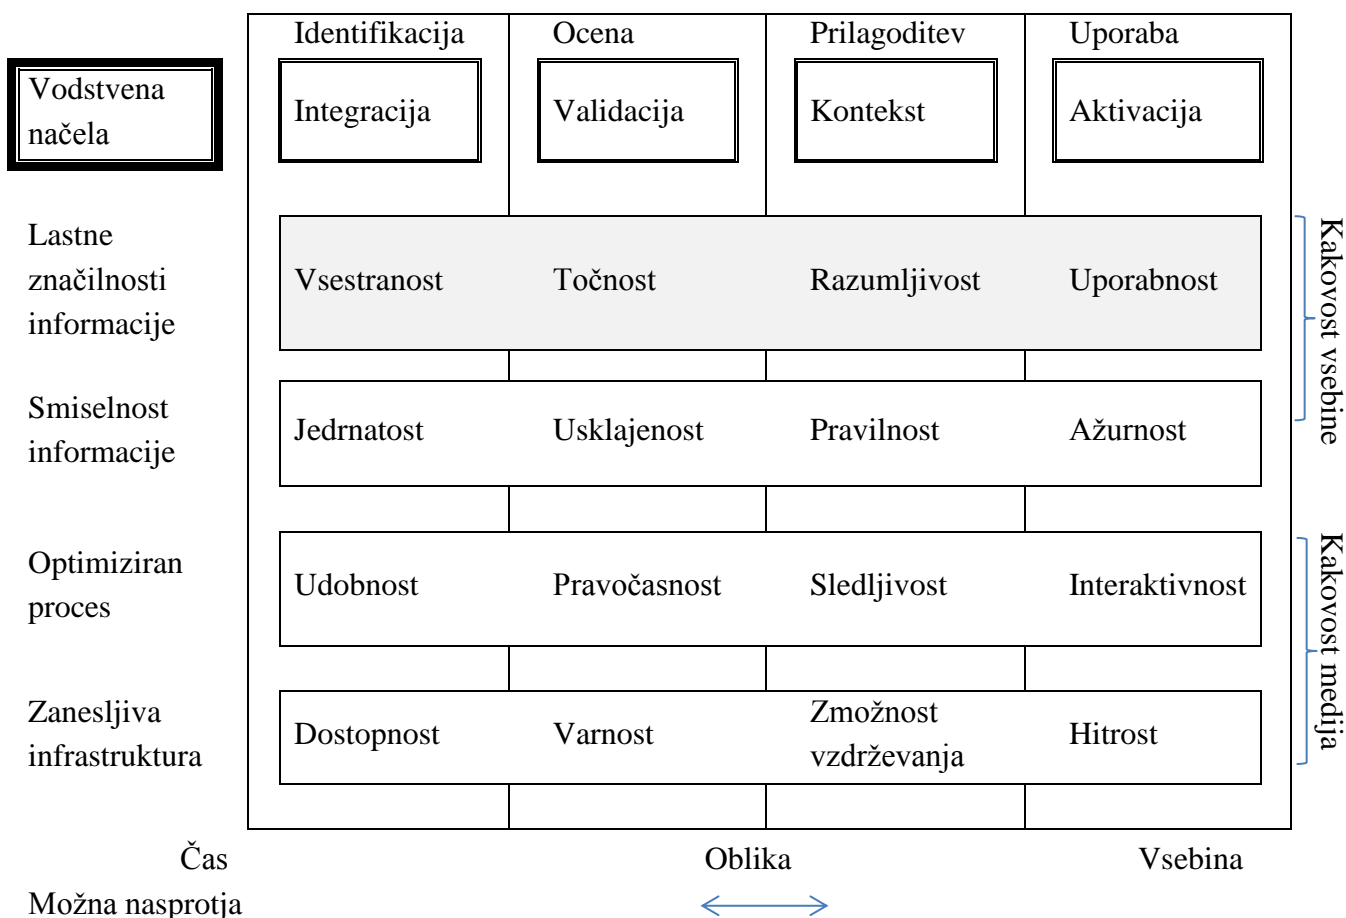 Identifikacija Ocena Prilagoditev Uporaba
Vodstvena
načela
Integracija Validacija Kontekst Aktivacija
Lastne
značilnosti
informacije
Vsestranost Točnost Razumljivost Uporabnost
Smiselnost
informacije
Jedrnatost Usklajenost Pravilnost Ažurnost
Kakovost vsebine
Optimiziran
proces
Udobnost Pravočasnost Sledljivost Interaktivnost
Zanesljiva
infrastruktura
Dostopnost Varnost Zmožnost
vzdrževanja Hitrost
Kakovost medija
Čas Oblika Vsebina
Možna nasprotja